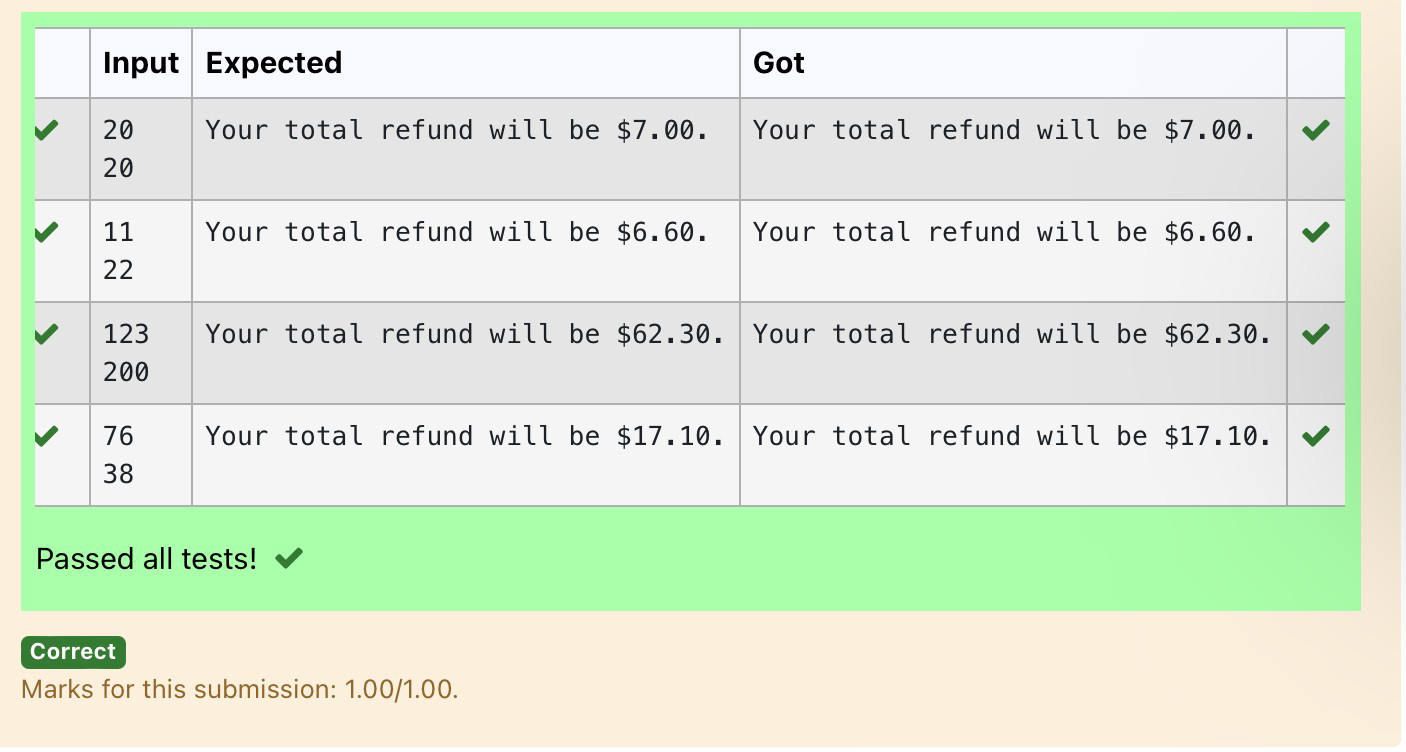 Input Expected Got
20 Your total refund will be $7.00. Your total refund will be $7.00.
20
11 Your total refund will be $6.60. Your total refund will be $6.60.
22
123 Your total refund will be $62.30. Your total refund will be $62.30.
200
76 Your total refund will be $17.10. Your total refund will be $17.10.
38
Passed all tests!
Correct
Marks for this submission: 1.00/1.00.